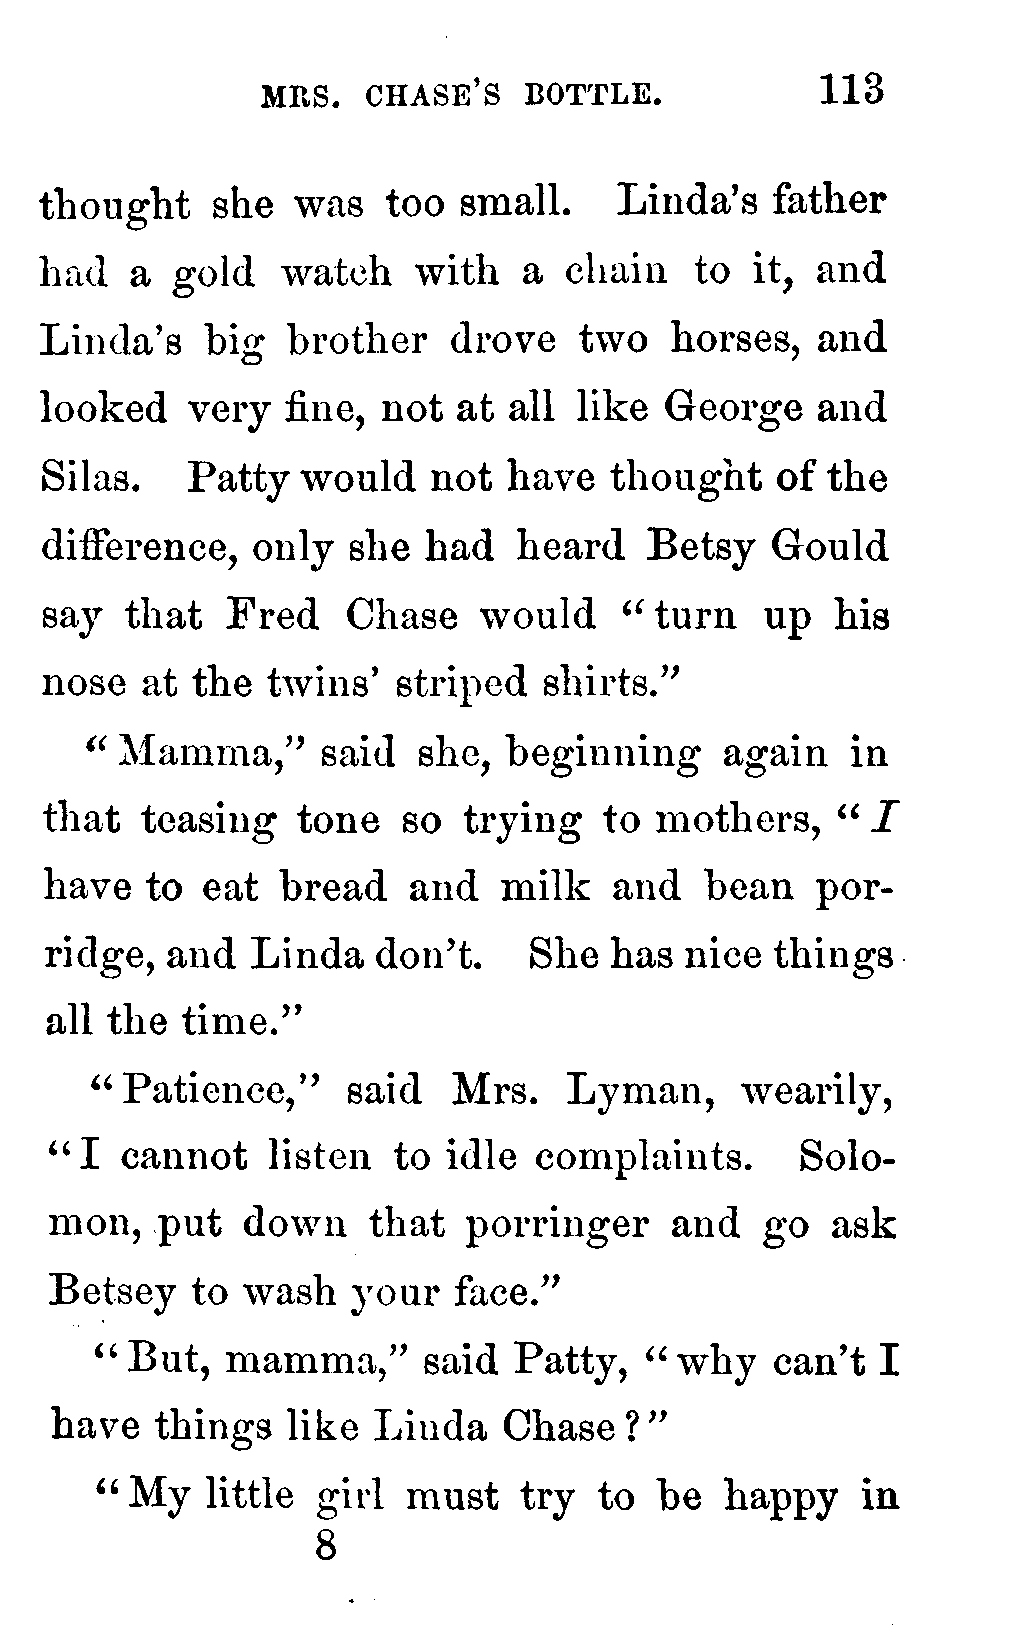 MRS. CHASE'S BOTTLE. 113
thought she was too small. Linda's father
had a gold watch with a chain to it, and
Linda's big brother drove two horses, and
looked very fine, not at all like George and
Silas. Patty would not have thought of the
difference, only she had heard Betsy Gould
say that Fred Chase would "turn up his
nose at the twins' striped shirts."
"Mamma," said she, beginning again in
that teasing tone so trying to mothers, "I
have to eat bread and milk and bean por-
ridge, and Linda don't. She has nice things
all the time."
"Patience," said Mrs. Lyman, wearily,
"I cannot listen to idle complaints. Solo-
mon, put down that porringer and go ask
Betsey to wash your face."
"But, mamma," said Patty, "why can't I
have things like Linda Chase?"
"My little girl must try to be happy in
8